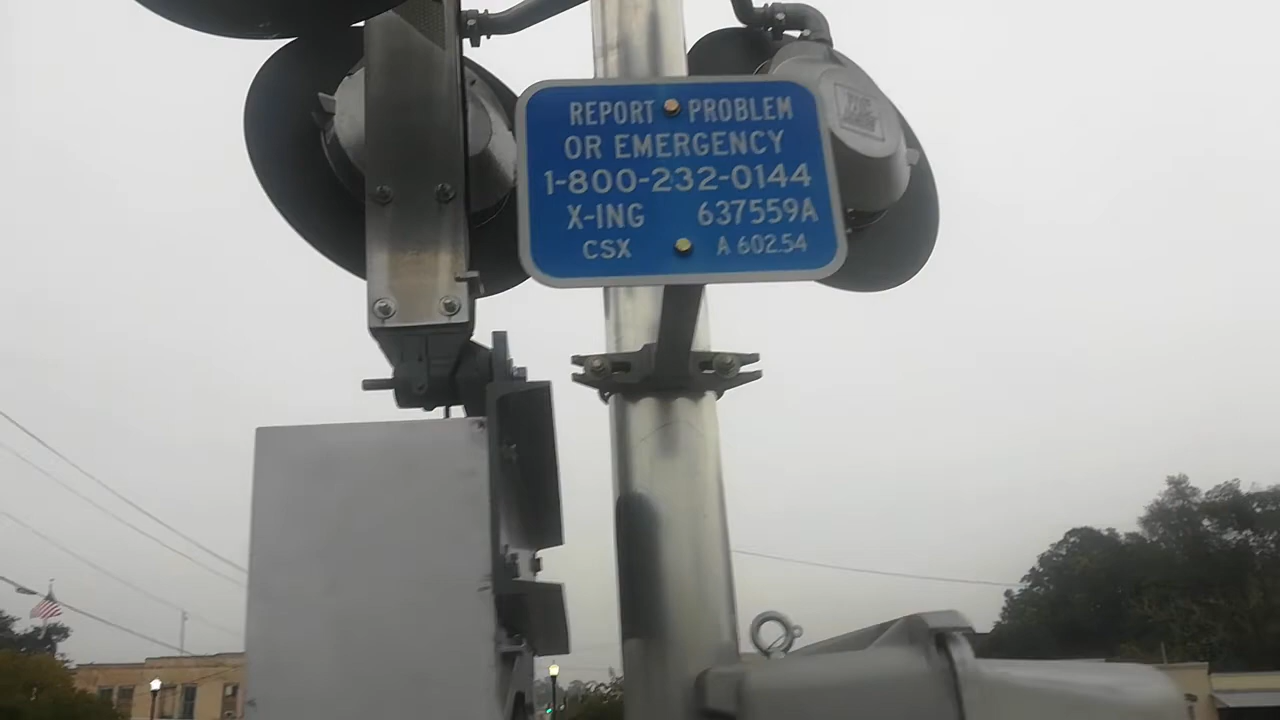 REPORT PROBLEM
OR EMERGENCY
1-800-232-0144
X-ING 637559A
CSX A 602.54